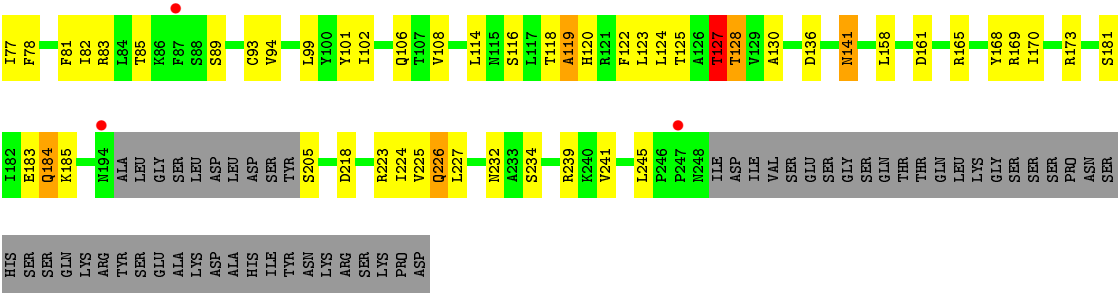 I77 F78 F81 I82 R83 L84 T85 K86 F87 S88 S89 C93 V94 L99 Y100 Y101 I102 Q106 T107 V108 L114 N115 S116 L117 T118 A119 H120 R121 F122 L123 L124 T125 A126 T127 T128 V129 A130 D136 N141 L158 D161 R165 Y168 R169 I170 R173 S181
I182 E183 Q184 K185 N194 ALA LEU GLY SER LEU ASP LEU ASP SER TYR S205 D218 R223 I224 V225 Q226 L227 N232 A233 S234 R239 K240 V241 L245 P246 P247 N248 ILE ASP ILE VAL SER GLU SER GLY SER GLN THR THR GLN LEU LYS GLY SER SER SER PRO ASN SER
HIS SER SER GLN LYS ARG TYR SER GLU ALA LYS ASP ALA HIS ILE TYR ASN LYS ARG SER LYS PRO ASP